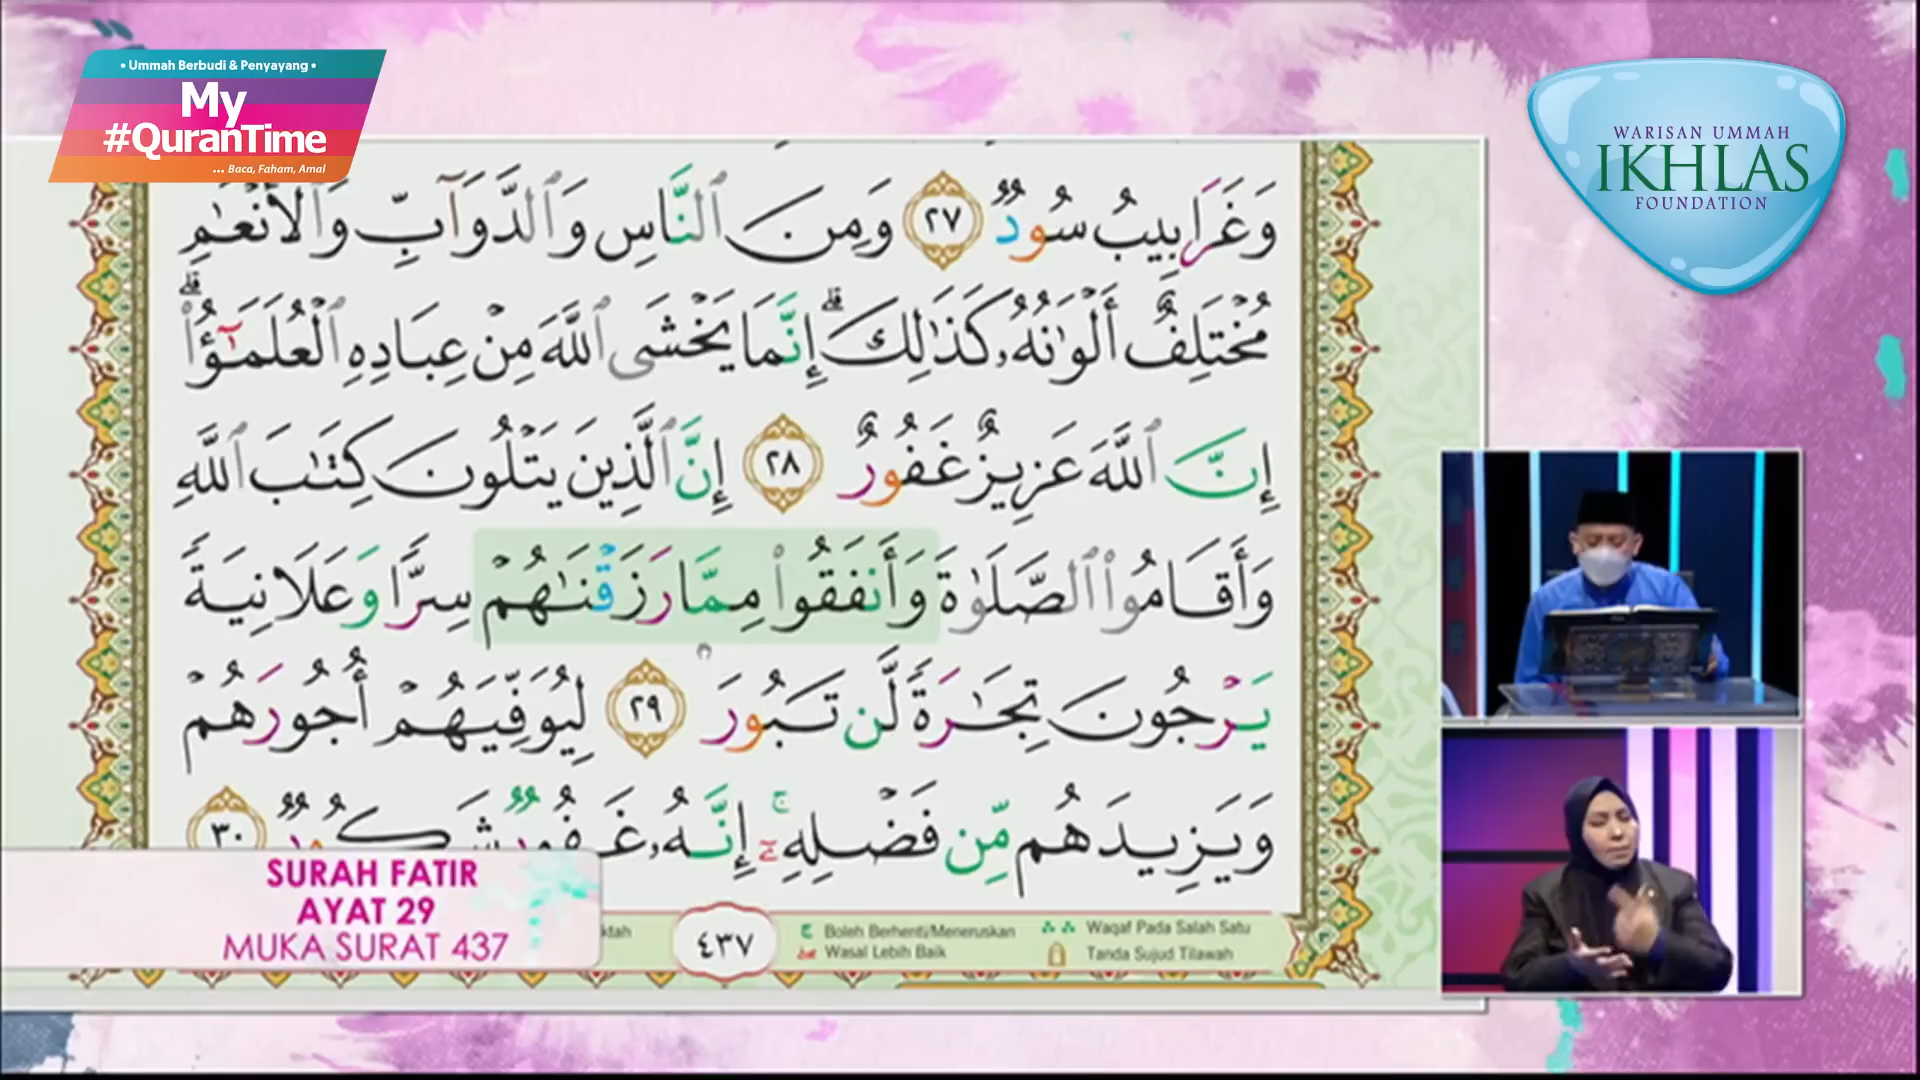 • Ummah Berbudi & Penyayang •
My
#QuranTime
... Baca, Faham, Amal
WARISAN UMMAH
IKHLAS
FOUNDATION
وَغَرَابِيبُ سُودٌ ٢٧ وَمِنَ ٱلنَّاسِ وَٱلدَّوَآبِّ وَٱلْأَنْعَٰمِ
مُخْتَلِفٌ أَلْوَٰنُهُۥ كَذَٰلِكَ ۗ إِنَّمَا يَخْشَى ٱللَّهَ مِنْ عِبَادِهِ ٱلْعُلَمَٰٓؤُا۟ ۗ
إِنَّ ٱللَّهَ عَزِيزٌ غَفُورٌ ٢٨ إِنَّ ٱلَّذِينَ يَتْلُونَ كِتَٰبَ ٱللَّهِ
وَأَقَامُوا۟ ٱلصَّلَوٰةَ وَأَنفَقُوا۟ مِمَّا رَزَقْنَٰهُمْ سِرًّا وَعَلَانِيَةً
يَرْجُونَ تِجَٰرَةً لَّن تَبُورَ ٢٩ لِيُوَفِّيَهُمْ أُجُورَهُمْ
وَيَزِيدَهُم مِّن فَضْلِهِۦٓ ۚ إِنَّهُۥ غَفُورٌ شَكُورٌ ٣٠
SURAH FATIR
AYAT 29
MUKA SURAT 437
٤٣٧
ج Boleh Berhenti/Meneruskan
صلى Wasal Lebih Baik
Waqaf Pada Salah Satu
Tanda Sujud Tilawah